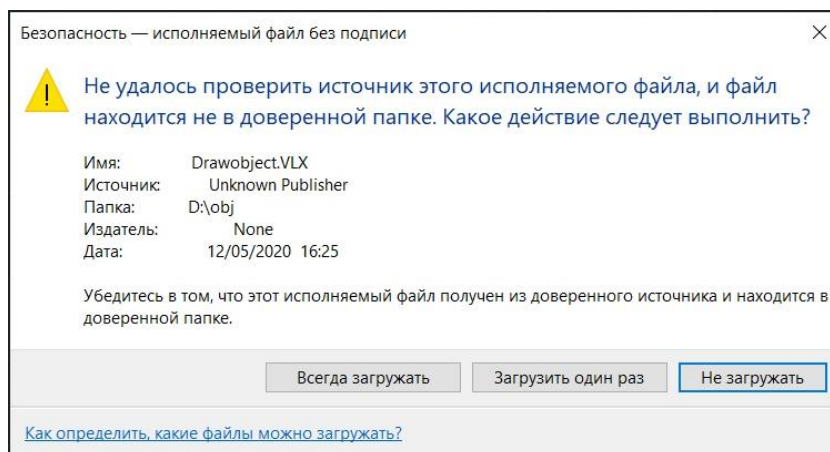 Безопасность — исполняемый файл без подписи
Не удалось проверить источник этого исполняемого файла, и файл
находится не в доверенной папке. Какое действие следует выполнить?
Имя: Drawobject.VLX
Источник: Unknown Publisher
Папка: D:\obj
Издатель: None
Дата: 12/05/2020 16:25
Убедитесь в том, что этот исполняемый файл получен из доверенного источника и находится в
доверенной папке.
Всегда загружать Загрузить один раз Не загружать
Как определить, какие файлы можно загружать?